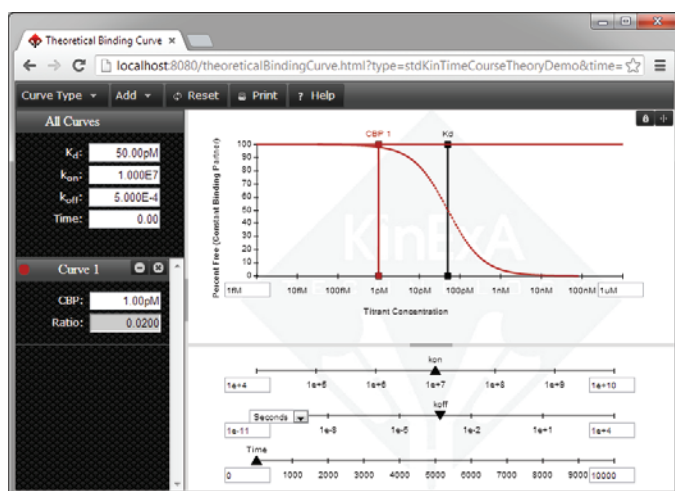 Theoretical Binding Curve
localhost:8080/theoreticalBindingCurve.html?type=stdKinTimeCourseTheoryDemo&time=
Curve Type Add Reset Print ? Help
All Curves
Kd: 50.00pM
kon: 1.000E7
koff: 5.000E-4
Time: 0.00
Curve 1
CBP: 1.00pM
Ratio: 0.0200
CBP 1 Kd
Percent Free (Constant Binding Partner)
100
90
80
70
60
50
40
30
20
10
0
1fM 10fM 100fM 1pM 10pM 100pM 1nM 10nM 100nM 1uM
Titrant Concentration
KinExA
kon
1e+4 1e+5 1e+6 1e+7 1e+8 1e+9 1e+10
koff
Seconds
1e-11 1e-8 1e-5 1e-2 1e+1 1e+4
Time
0 1000 2000 3000 4000 5000 6000 7000 8000 9000 10000